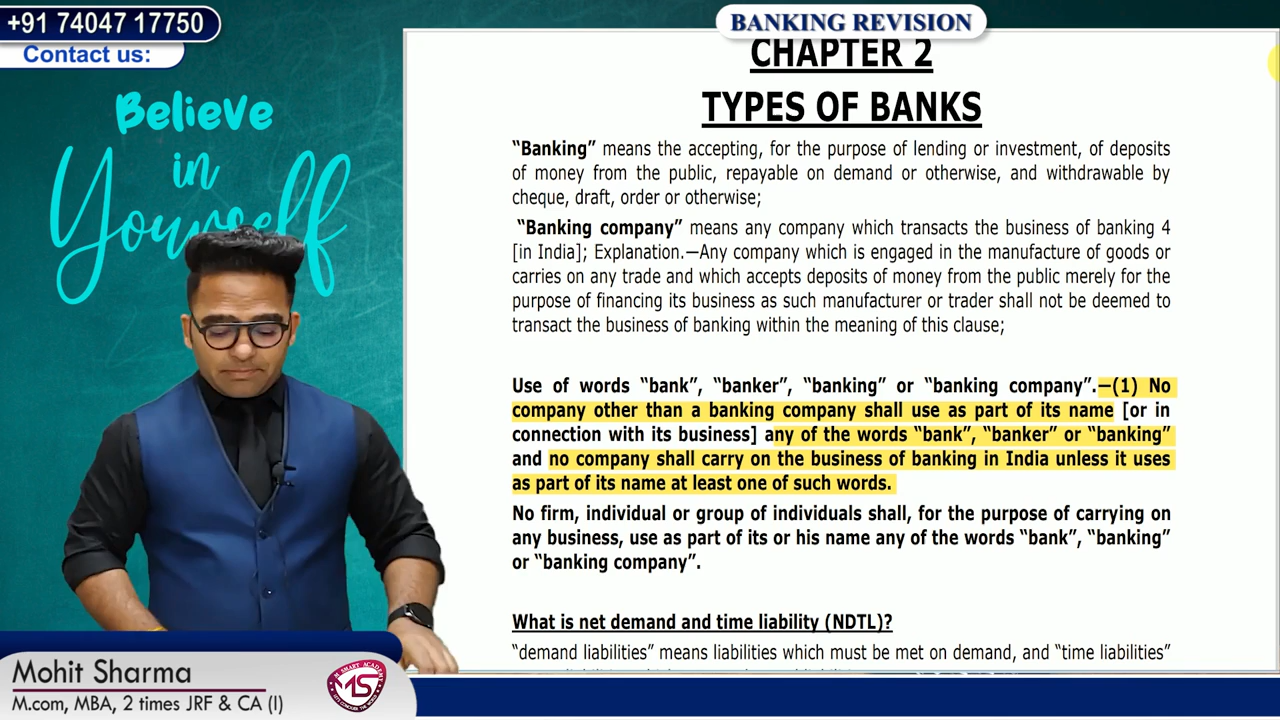 +91 74047 17750
Contact us:
BANKING REVISION
Believe
in
Yourself
CHAPTER 2
TYPES OF BANKS
“Banking” means the accepting, for the purpose of lending or investment, of deposits
of money from the public, repayable on demand or otherwise, and withdrawable by
cheque, draft, order or otherwise;
“Banking company” means any company which transacts the business of banking 4
[in India]; Explanation.—Any company which is engaged in the manufacture of goods or
carries on any trade and which accepts deposits of money from the public merely for the
purpose of financing its business as such manufacturer or trader shall not be deemed to
transact the business of banking within the meaning of this clause;
Use of words “bank”, “banker”, “banking” or “banking company”.—(1) No
company other than a banking company shall use as part of its name [or in
connection with its business] any of the words “bank”, “banker” or “banking”
and no company shall carry on the business of banking in India unless it uses
as part of its name at least one of such words.
No firm, individual or group of individuals shall, for the purpose of carrying on
any business, use as part of its or his name any of the words “bank”, “banking”
or “banking company”.
What is net demand and time liability (NDTL)?
“demand liabilities” means liabilities which must be met on demand, and “time liabilities”
Mohit Sharma
M.com, MBA, 2 times JRF & CA (I)
MS